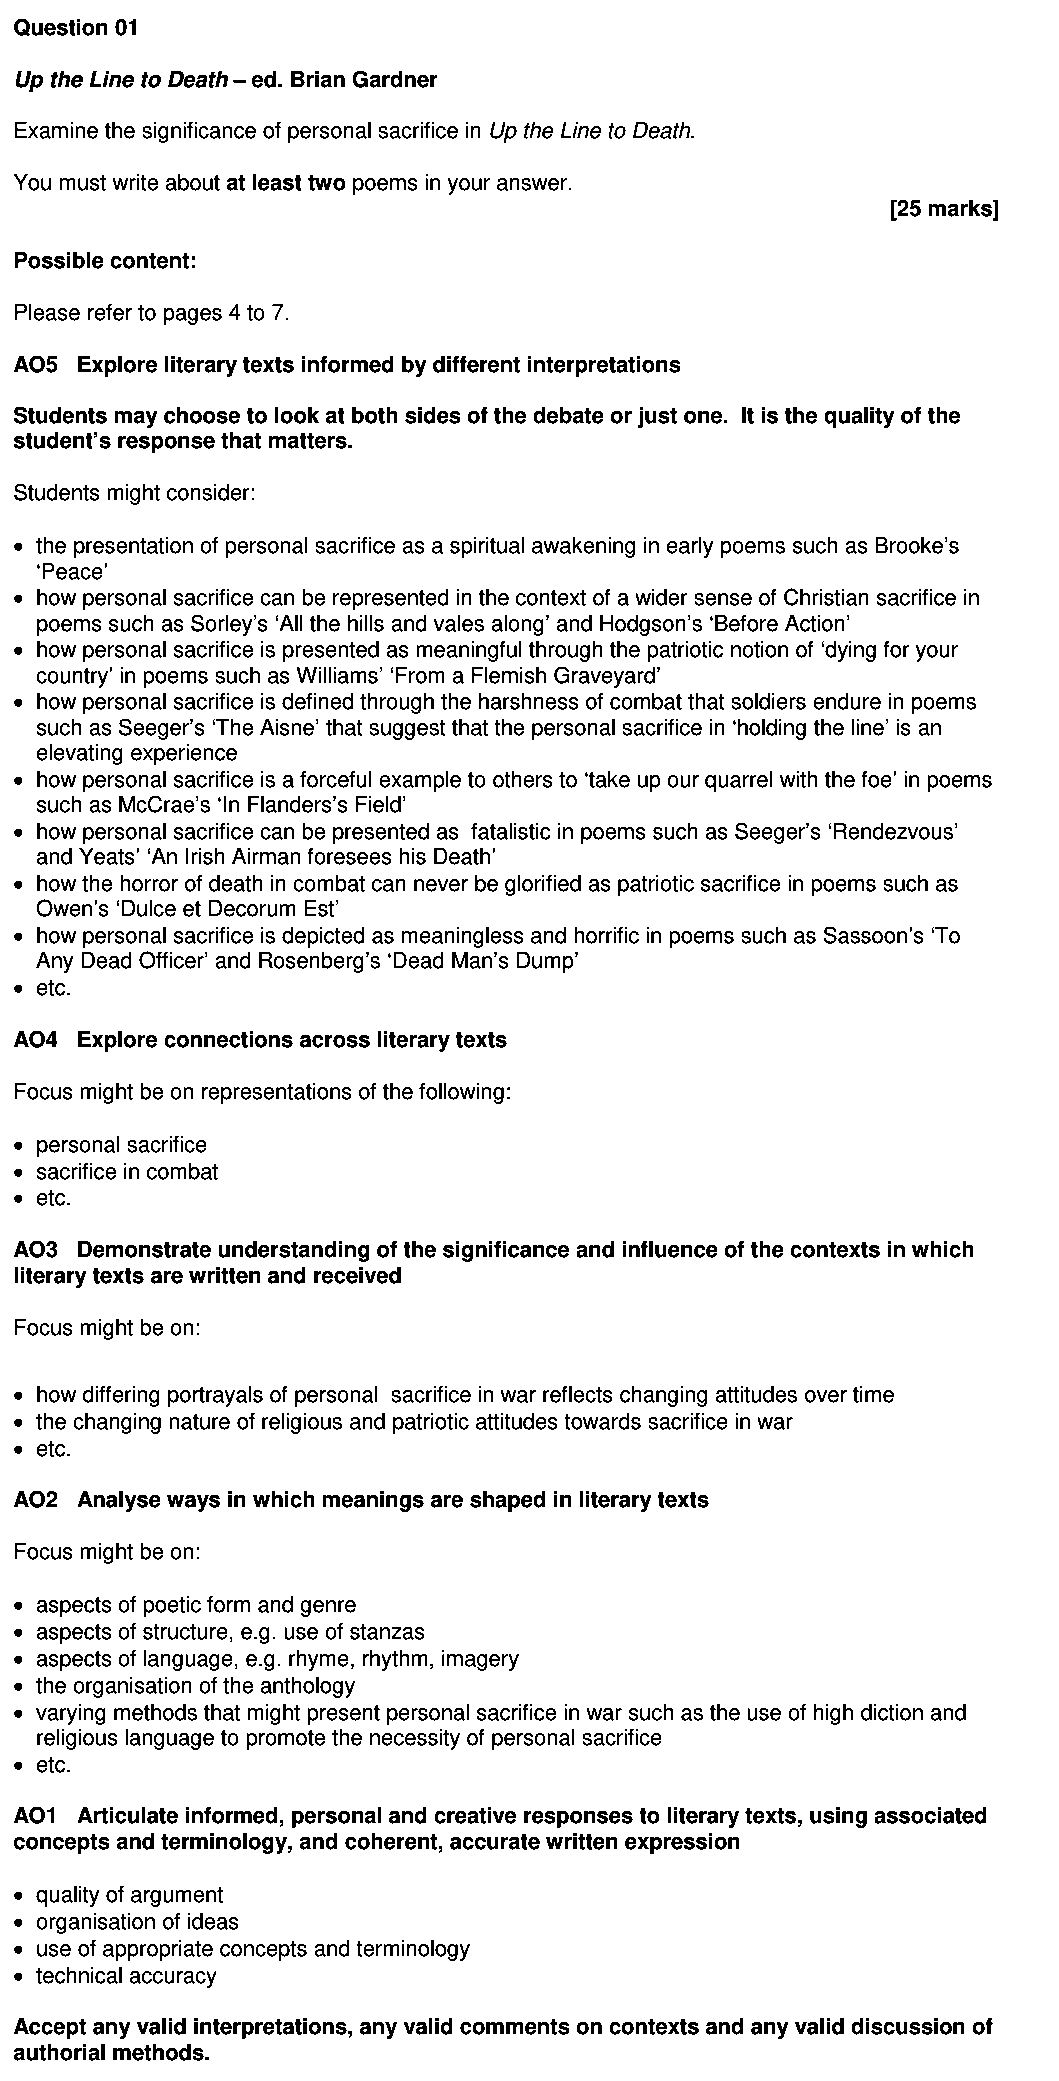 Question 01
Up the Line to Death – ed. Brian Gardner
Examine the significance of personal sacrifice in Up the Line to Death.
You must write about at least two poems in your answer.
[25 marks]
Possible content:
Please refer to pages 4 to 7.
AO5 Explore literary texts informed by different interpretations
Students may choose to look at both sides of the debate or just one. It is the quality of the
student’s response that matters.
Students might consider:
• the presentation of personal sacrifice as a spiritual awakening in early poems such as Brooke’s
‘Peace’
• how personal sacrifice can be represented in the context of a wider sense of Christian sacrifice in
poems such as Sorley’s ‘All the hills and vales along’ and Hodgson’s ‘Before Action’
• how personal sacrifice is presented as meaningful through the patriotic notion of ‘dying for your
country’ in poems such as Williams’ ‘From a Flemish Graveyard’
• how personal sacrifice is defined through the harshness of combat that soldiers endure in poems
such as Seeger’s ‘The Aisne’ that suggest that the personal sacrifice in ‘holding the line’ is an
elevating experience
• how personal sacrifice is a forceful example to others to ‘take up our quarrel with the foe’ in poems
such as McCrae’s ‘In Flanders’s Field’
• how personal sacrifice can be presented as fatalistic in poems such as Seeger’s ‘Rendezvous’
and Yeats’ ‘An Irish Airman foresees his Death’
• how the horror of death in combat can never be glorified as patriotic sacrifice in poems such as
Owen’s ‘Dulce et Decorum Est’
• how personal sacrifice is depicted as meaningless and horrific in poems such as Sassoon’s ‘To
Any Dead Officer’ and Rosenberg’s ‘Dead Man’s Dump’
• etc.
AO4 Explore connections across literary texts
Focus might be on representations of the following:
• personal sacrifice
• sacrifice in combat
• etc.
AO3 Demonstrate understanding of the significance and influence of the contexts in which
literary texts are written and received
Focus might be on:
• how differing portrayals of personal sacrifice in war reflects changing attitudes over time
• the changing nature of religious and patriotic attitudes towards sacrifice in war
• etc.
AO2 Analyse ways in which meanings are shaped in literary texts
Focus might be on:
• aspects of poetic form and genre
• aspects of structure, e.g. use of stanzas
• aspects of language, e.g. rhyme, rhythm, imagery
• the organisation of the anthology
• varying methods that might present personal sacrifice in war such as the use of high diction and
religious language to promote the necessity of personal sacrifice
• etc.
AO1 Articulate informed, personal and creative responses to literary texts, using associated
concepts and terminology, and coherent, accurate written expression
• quality of argument
• organisation of ideas
• use of appropriate concepts and terminology
• technical accuracy
Accept any valid interpretations, any valid comments on contexts and any valid discussion of
authorial methods.